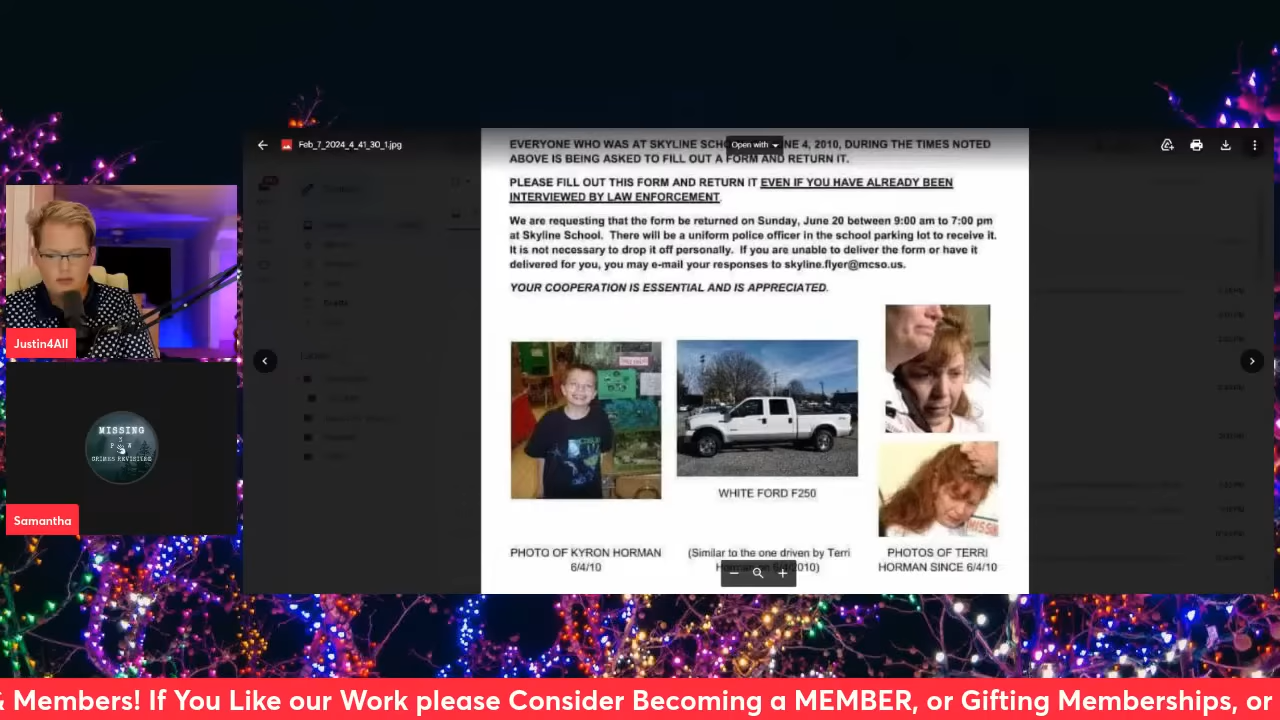 Feb_7_2024_4_41_30_1.jpg
Open with
EVERYONE WHO WAS AT SKYLINE NE 4, 2010, DURING THE TIMES NOTED
ABOVE IS BEING ASKED TO FILL OUT A FORM AND RETURN IT.
PLEASE FILL OUT THIS FORM AND RETURN IT EVEN IF YOU HAVE ALREADY BEEN
INTERVIEWED BY LAW ENFORCEMENT.
We are requesting that the form be returned on Sunday, June 20 between 9:00 am to 7:00 pm
at Skyline School. There will be a uniform police officer in the school parking lot to receive it.
It is not necessary to drop it off personally. If you are unable to deliver the form or have it
delivered for you, you may e-mail your responses to skyline.flyer@mcso.us.
YOUR COOPERATION IS ESSENTIAL AND IS APPRECIATED.
MISSIN
WHITE FORD F250
PHOTO OF KYRON HORMAN
6/4/10
(Similar to the one driven by Terri
Horman on 6/4/2010)
PHOTOS OF TERRI
HORMAN SINCE 6/4/10
Justin4All
MISSING
CRIMES REVISITED
Samantha
& Members! If You Like our Work please Consider Becoming a MEMBER, or Gifting Memberships, or